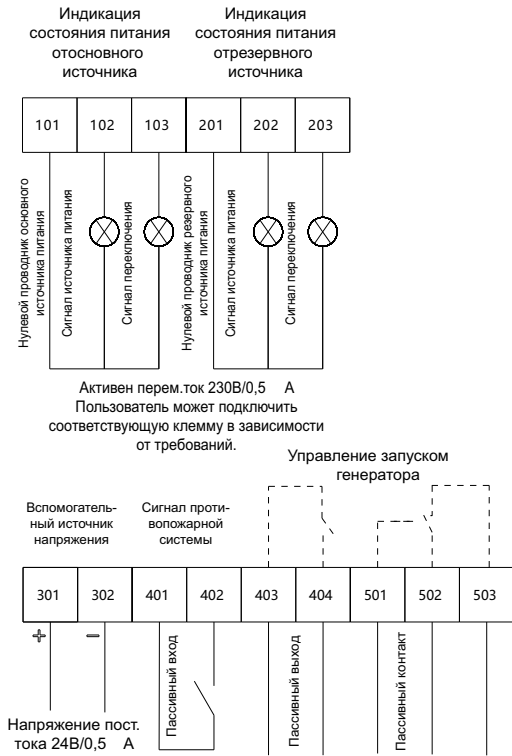 Индикация
состояния питания
отосновного
источника
Индикация
состояния питания
отрезервного
источника
101 102 103 201 202 203
Нулевой проводник основного
источника питания
Сигнал источника питания
Сигнал переключения
Нулевой проводник резервного
источника питания
Сигнал источника питания
Сигнал переключения
Активен перем.ток 230В/0,5 А
Пользователь может подключить
соответствующую клемму в зависимости
от требований.
Управление запуском
генератора
Вспомогатель-
ный источник
напряжения
Сигнал проти-
вопожарной
системы
301 302 401 402 403 404 501 502 503
+ −
Пассивный вход
Пассивный выход
Пассивный контакт
Напряжение пост.
тока 24В/0,5 А